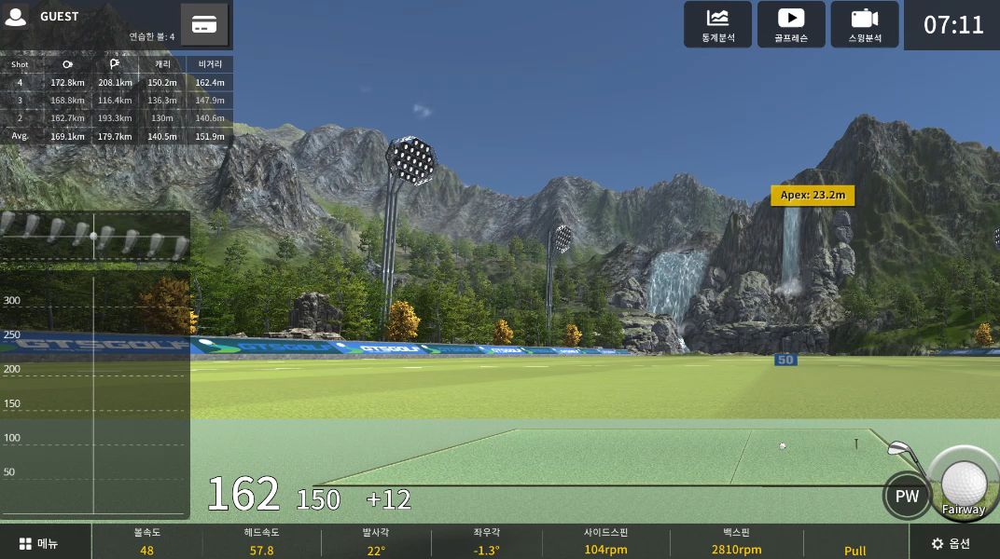 GUEST
연습한 볼: 4
통계분석
골프레슨
스윙분석
07:11
Shot 캐리 비거리
4 172.8km 208.1km 150.2m 162.4m
3 168.8km 116.4km 136.3m 147.9m
2 162.7km 193.3km 130m 140.6m
Avg. 169.1km 179.7km 140.5m 151.9m
Apex: 23.2m
300
250
200
150
100
50
GTSGOLF
GTSGOLF
GTSGOLF
GTSGOLF
50
162 150 +12
PW
Fairway
메뉴
볼속도 헤드속도 발사각 좌우각 사이드스핀 백스핀
48 57.8 22° -1.3° 104rpm 2810rpm Pull
옵션